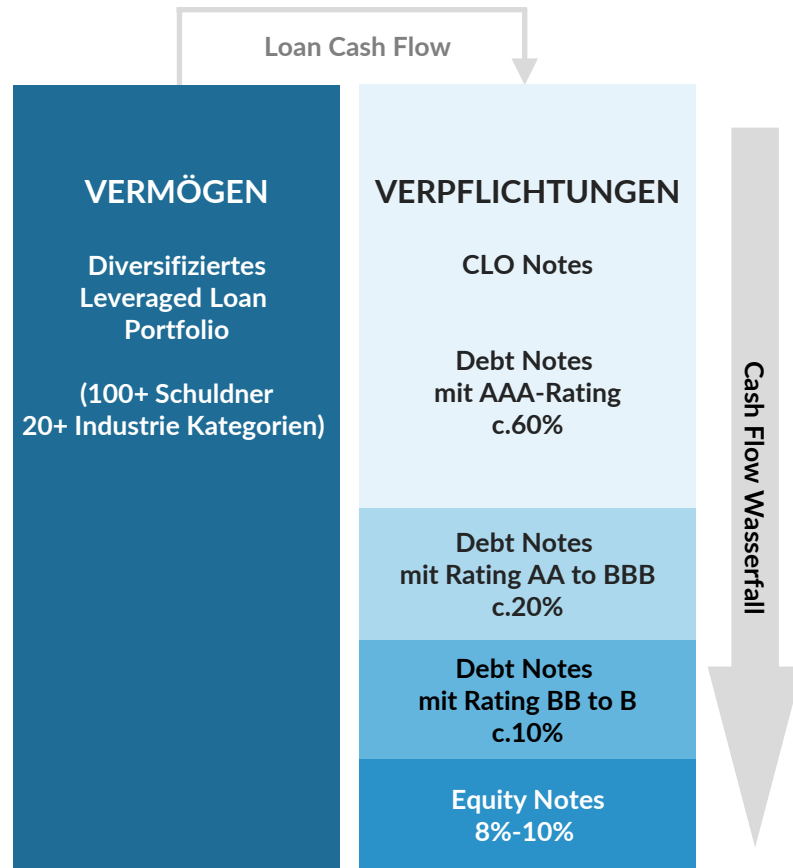 Loan Cash Flow
VERMÖGEN
Diversifiziertes
Leveraged Loan
Portfolio
(100+ Schuldner
20+ Industrie Kategorien)
VERPFLICHTUNGEN
CLO Notes
Debt Notes
mit AAA-Rating
c.60%
Debt Notes
mit Rating AA to BBB
c.20%
Debt Notes
mit Rating BB to B
c.10%
Equity Notes
8%-10%
Cash Flow Wasserfall